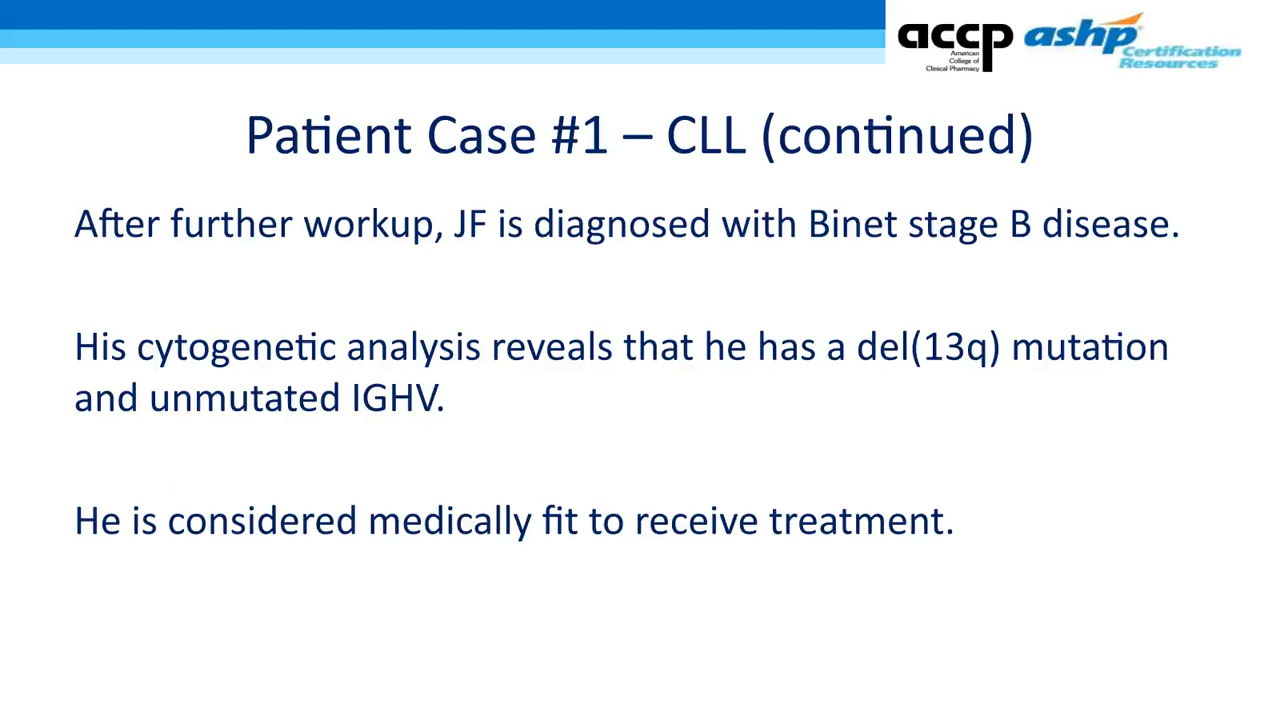 accp
American
College of
Clinical Pharmacy
ashp
Certification
Resources
Patient Case #1 – CLL (continued)
After further workup, JF is diagnosed with Binet stage B disease.
His cytogenetic analysis reveals that he has a del(13q) mutation
and unmutated IGHV.
He is considered medically fit to receive treatment.